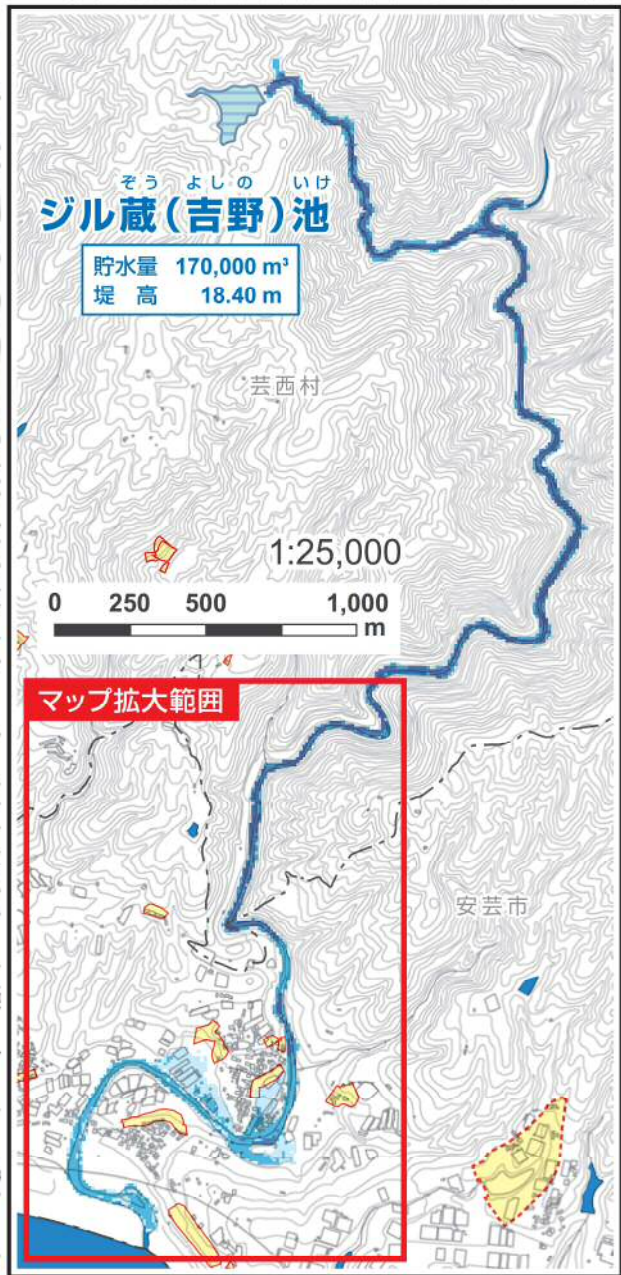 ぞう よしの いけ
ジル蔵(吉野)池
貯水量 170,000 m³
堤 高 18.40 m
芸西村
1:25,000
0 250 500 1,000
m
マップ拡大範囲
安芸市